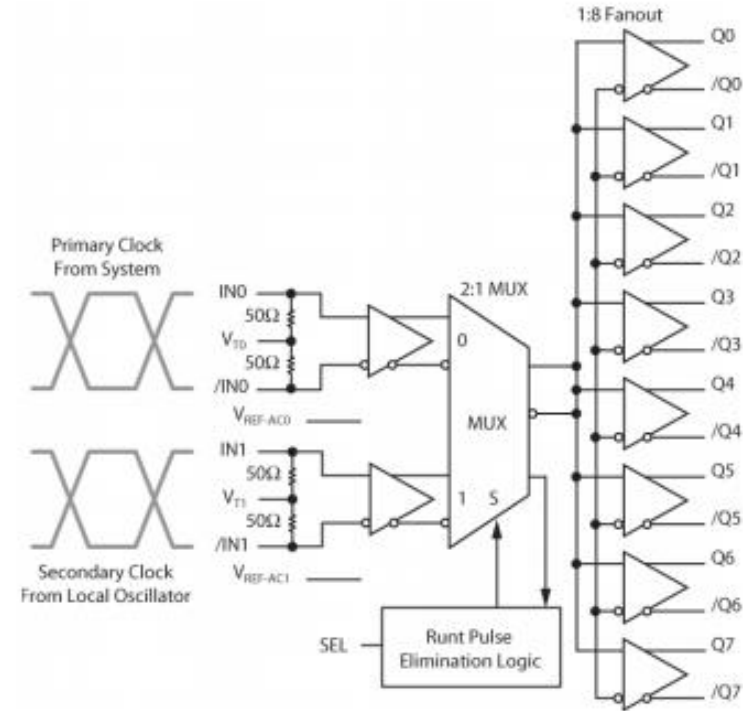 1:8 Fanout
Q0
/Q0
Q1
/Q1
Q2
/Q2
Q3
/Q3
Q4
/Q4
Q5
/Q5
Q6
/Q6
Q7
/Q7
Primary Clock
From System
IN0
50Ω
VT0
50Ω
/IN0
VREF-AC0
2:1 MUX
0
MUX
1 S
IN1
50Ω
VT1
50Ω
/IN1
VREF-AC1
Secondary Clock
From Local Oscillator
SEL
Runt Pulse
Elimination Logic